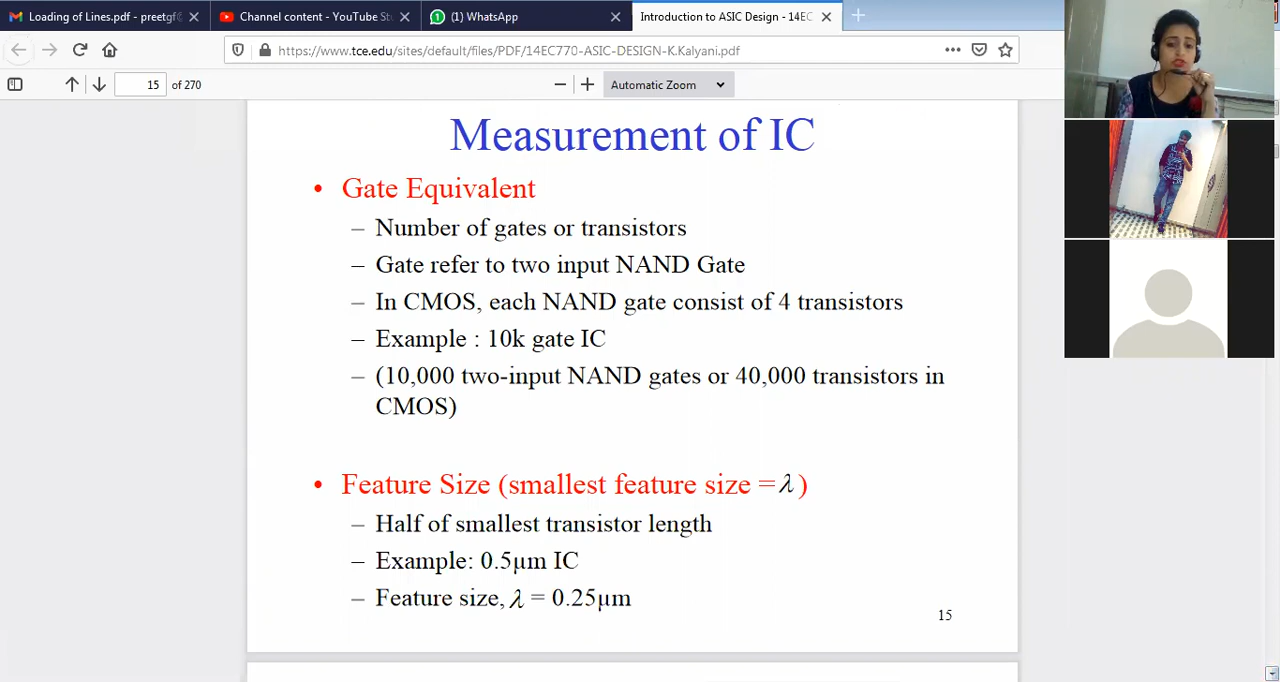 Loading of Lines.pdf - preetgf@
Channel content - YouTube St
(1) WhatsApp
Introduction to ASIC Design - 14EC
https://www.tce.edu/sites/default/files/PDF/14EC770-ASIC-DESIGN-K.Kalyani.pdf
15 of 270
Automatic Zoom
Measurement of IC
• Gate Equivalent
– Number of gates or transistors
– Gate refer to two input NAND Gate
– In CMOS, each NAND gate consist of 4 transistors
– Example : 10k gate IC
– (10,000 two-input NAND gates or 40,000 transistors in
CMOS)
• Feature Size (smallest feature size = λ )
– Half of smallest transistor length
– Example: 0.5µm IC
– Feature size, λ = 0.25µm
15